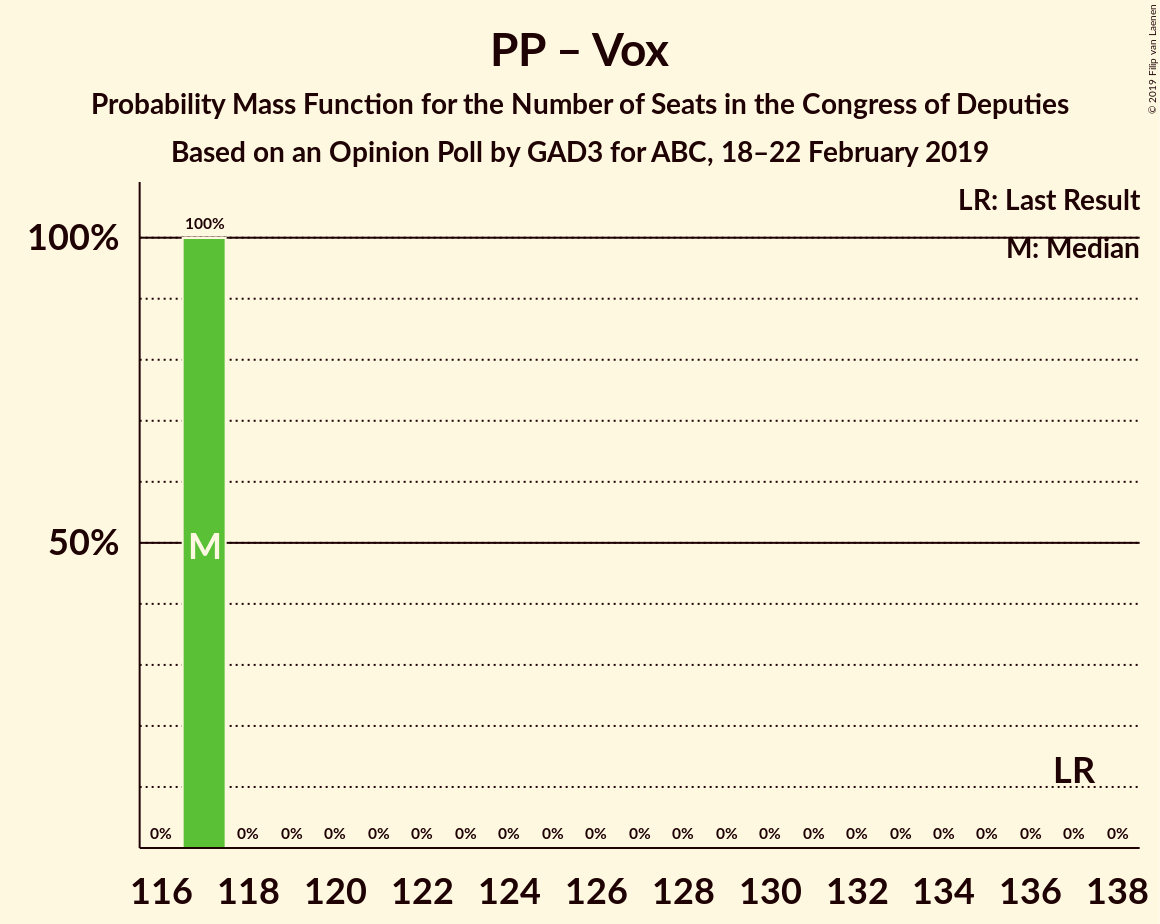 PP – Vox
Probability Mass Function for the Number of Seats in the Congress of Deputies
Based on an Opinion Poll by GAD3 for ABC, 18–22 February 2019
© 2019 Filip van Laenen
LR: Last Result
M: Median
100%
100%
50%
M
LR
0% 0% 0% 0% 0% 0% 0% 0% 0% 0% 0% 0% 0% 0% 0% 0% 0% 0% 0% 0% 0% 0%
116 118 120 122 124 126 128 130 132 134 136 138